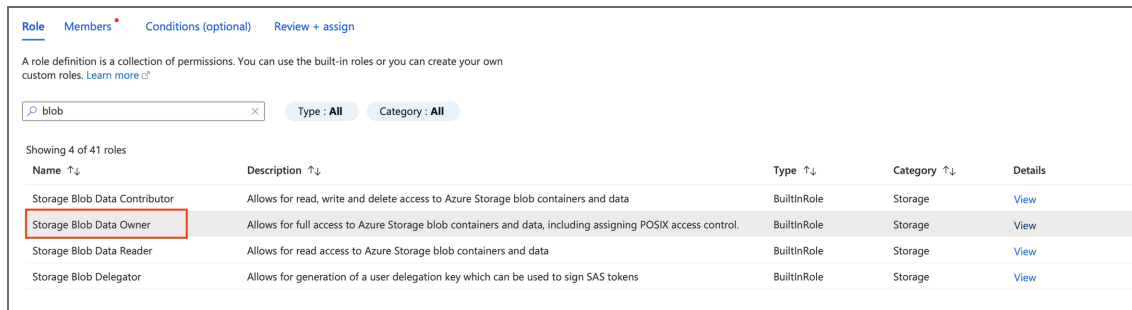 Role Members Conditions (optional) Review + assign
A role definition is a collection of permissions. You can use the built-in roles or you can create your own
custom roles. Learn more
blob Type : All Category : All
Showing 4 of 41 roles
Name ↑↓ Description ↑↓ Type ↑↓ Category ↑↓ Details
Storage Blob Data Contributor Allows for read, write and delete access to Azure Storage blob containers and data BuiltInRole Storage View
Storage Blob Data Owner Allows for full access to Azure Storage blob containers and data, including assigning POSIX access control. BuiltInRole Storage View
Storage Blob Data Reader Allows for read access to Azure Storage blob containers and data BuiltInRole Storage View
Storage Blob Delegator Allows for generation of a user delegation key which can be used to sign SAS tokens BuiltInRole Storage View